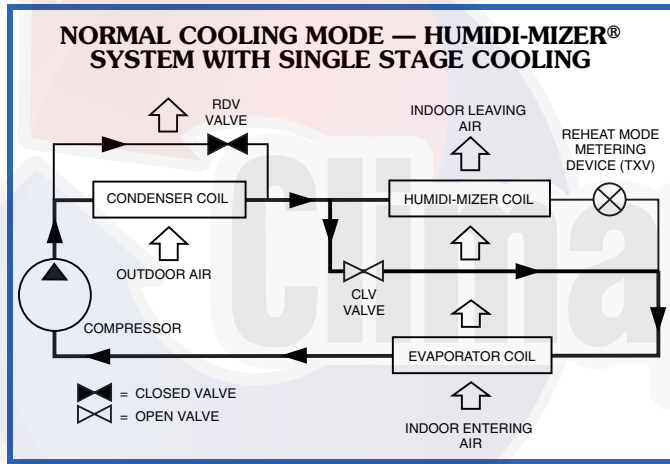 NORMAL COOLING MODE — HUMIDI-MIZER®
SYSTEM WITH SINGLE STAGE COOLING
RDV
VALVE
INDOOR LEAVING
AIR
REHEAT MODE
METERING
DEVICE (TXV)
CONDENSER COIL
HUMIDI-MIZER COIL
OUTDOOR AIR
CLV
VALVE
COMPRESSOR
EVAPORATOR COIL
= CLOSED VALVE
= OPEN VALVE
INDOOR ENTERING
AIR
Clima